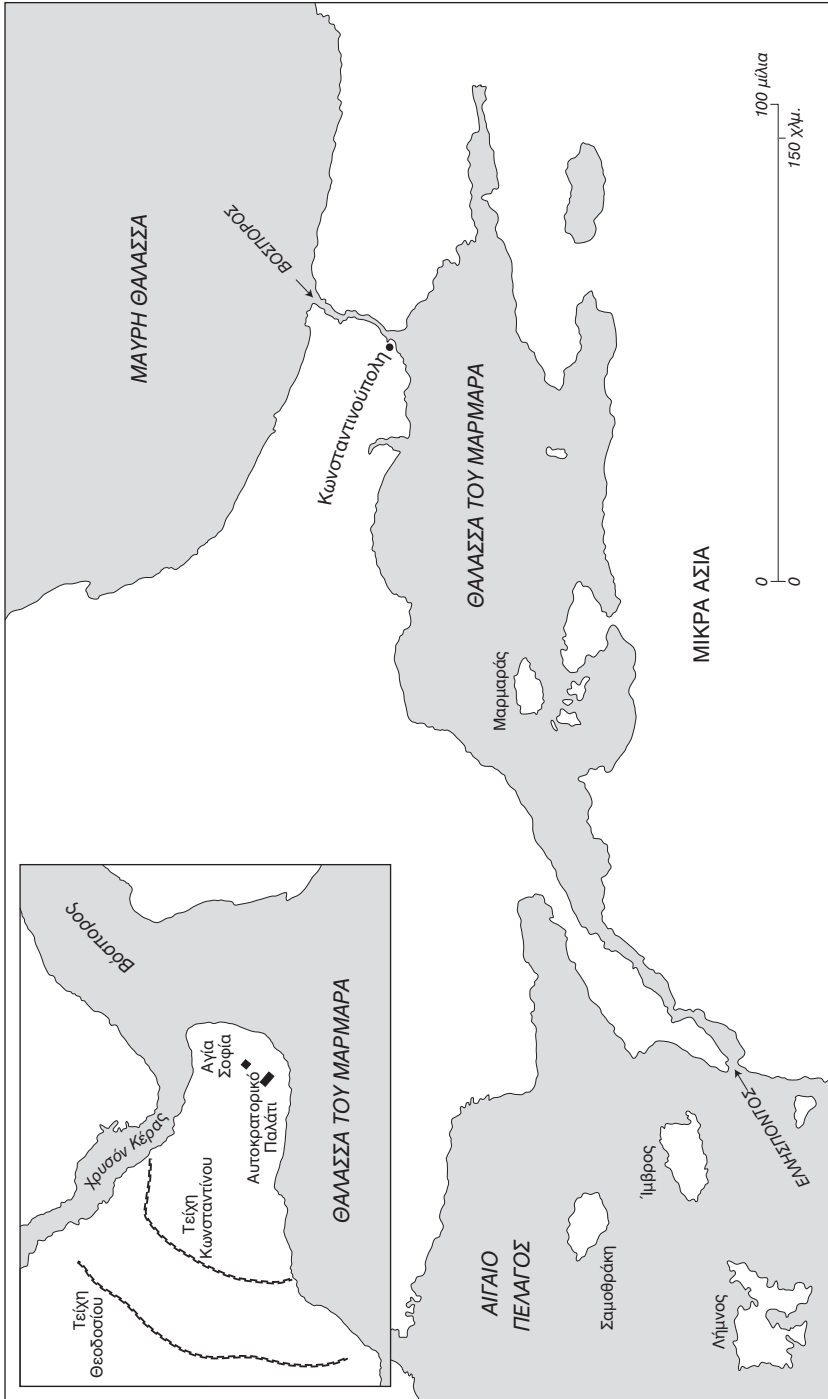 Βόσπορος
Χρυσόν Κέρας
Αγία
Σοφία
Αυτοκρατορικό
Παλάτι
Τείχη
Κωνσταντίνου
Τείχη
Θεοδοσίου
ΘΑΛΑΣΣΑ ΤΟΥ ΜΑΡΜΑΡΑ
ΜΑΥΡΗ ΘΑΛΑΣΣΑ
ΒΟΣΠΟΡΟΣ
Κωνσταντινούπολη
ΘΑΛΑΣΣΑ ΤΟΥ ΜΑΡΜΑΡΑ
Μαρμαράς
ΑΙΓΑΙΟ
ΠΕΛΑΓΟΣ
Σαμοθράκη
Ίμβρος
Λήμνος
ΕΛΛΗΣΠΟΝΤΟΣ
ΜΙΚΡΑ ΑΣΙΑ
0 100 μίλια
0 150 χλμ.